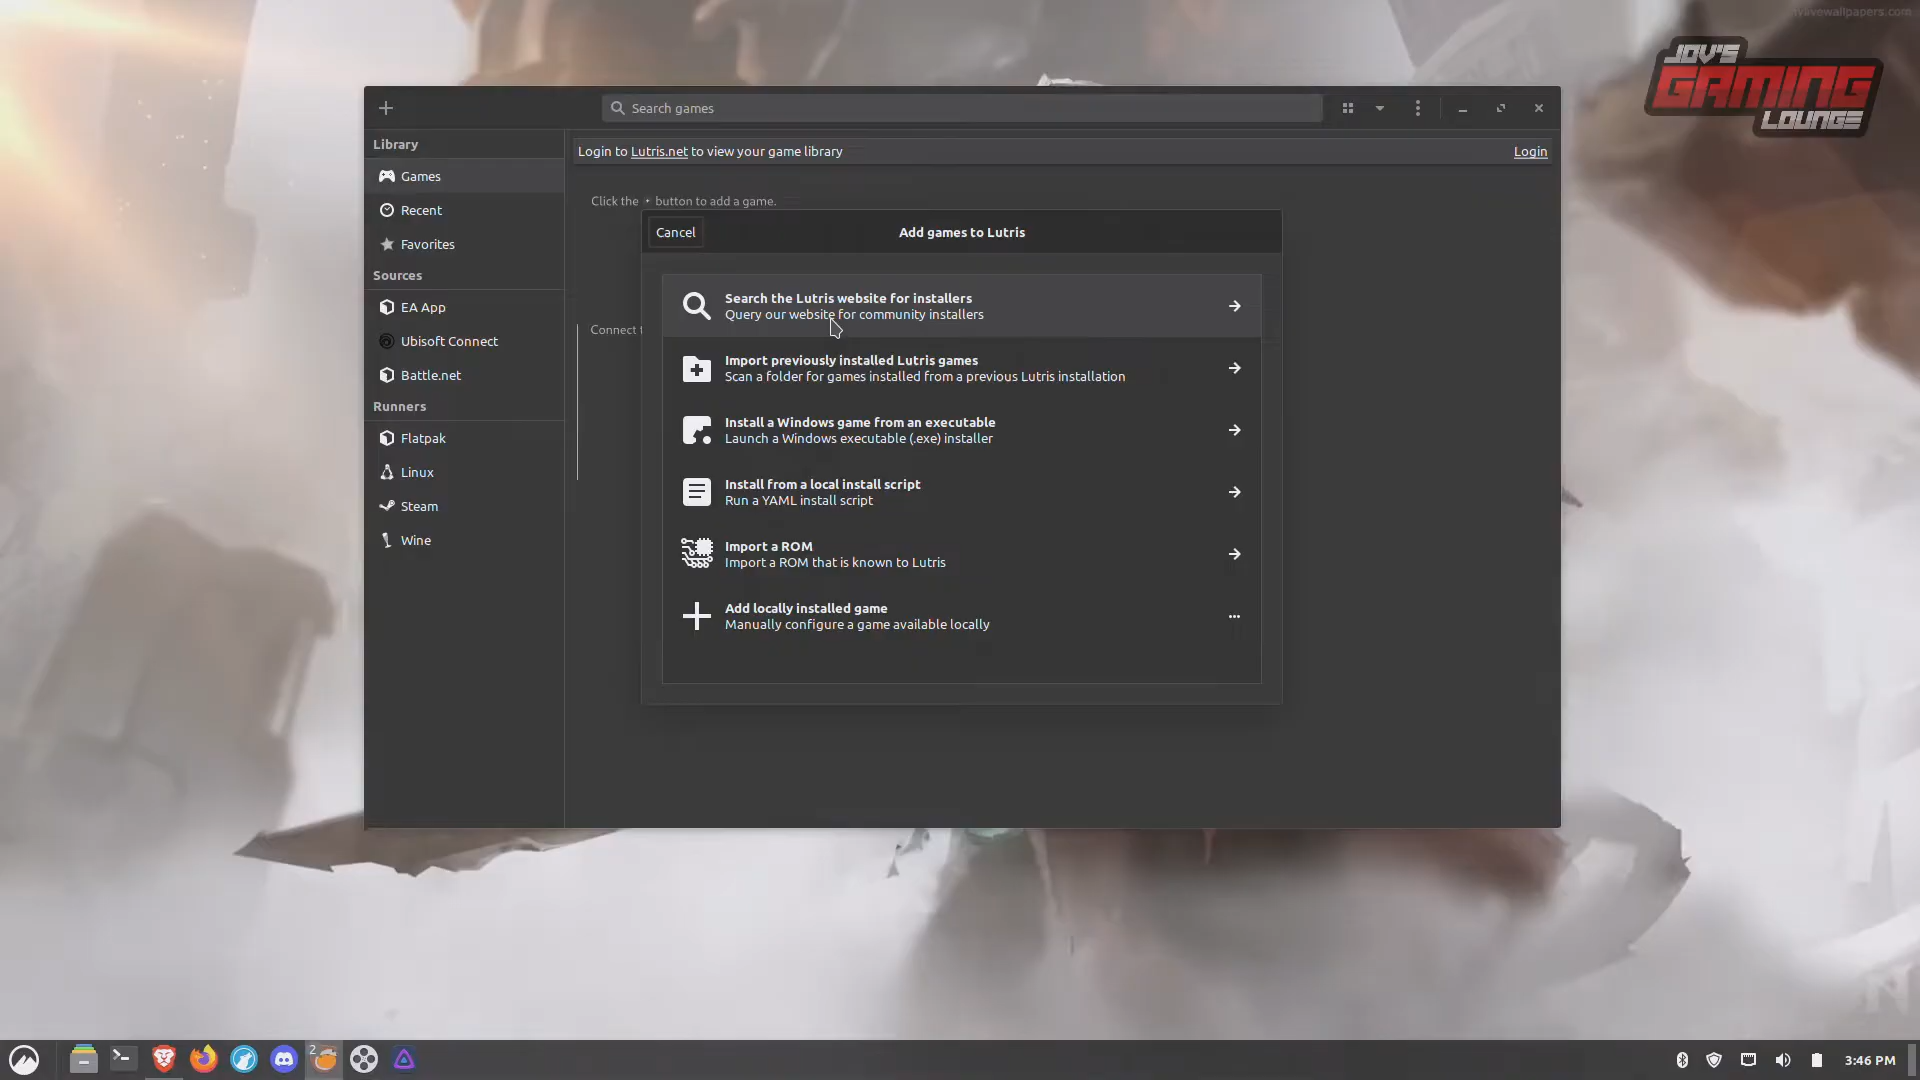 mylivewallpapers.com
JOV'S
GAMING
LOUNGE
Search games
Library
Login to Lutris.net to view your game library
Login
Games
Click the + button to add a game.
Recent
Cancel
Add games to Lutris
Favorites
Sources
Search the Lutris website for installers
Query our website for community installers
EA App
Connect
Ubisoft Connect
Import previously installed Lutris games
Scan a folder for games installed from a previous Lutris installation
Battle.net
Runners
Install a Windows game from an executable
Launch a Windows executable (.exe) installer
Flatpak
Linux
Install from a local install script
Run a YAML install script
Steam
Wine
Import a ROM
Import a ROM that is known to Lutris
Add locally installed game
Manually configure a game available locally
2
3:46 PM